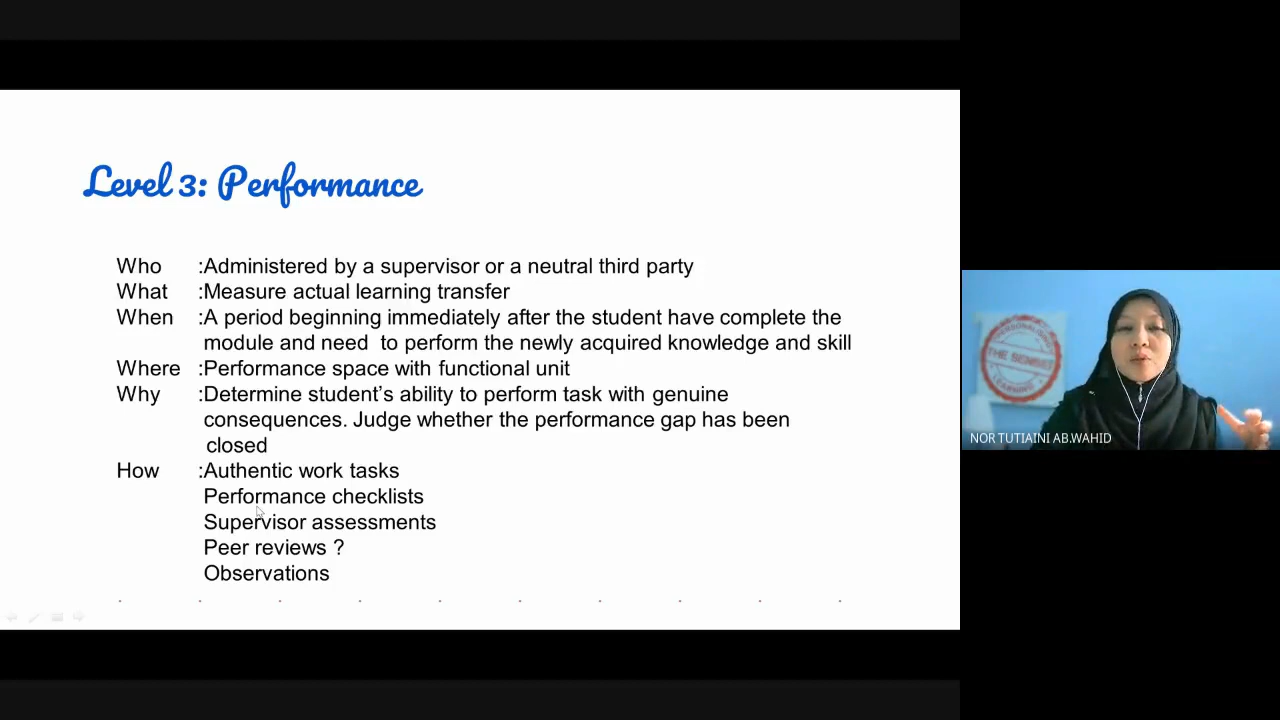 Level 3: Performance
Who :Administered by a supervisor or a neutral third party
What :Measure actual learning transfer
When :A period beginning immediately after the student have complete the
module and need to perform the newly acquired knowledge and skill
Where :Performance space with functional unit
Why :Determine student's ability to perform task with genuine
consequences. Judge whether the performance gap has been
closed
How :Authentic work tasks
Performance checklists
Supervisor assessments
Peer reviews ?
Observations
PERSONALIZING
THE SENSEI
LEARNING
NOR TUTIAINI AB.WAHID